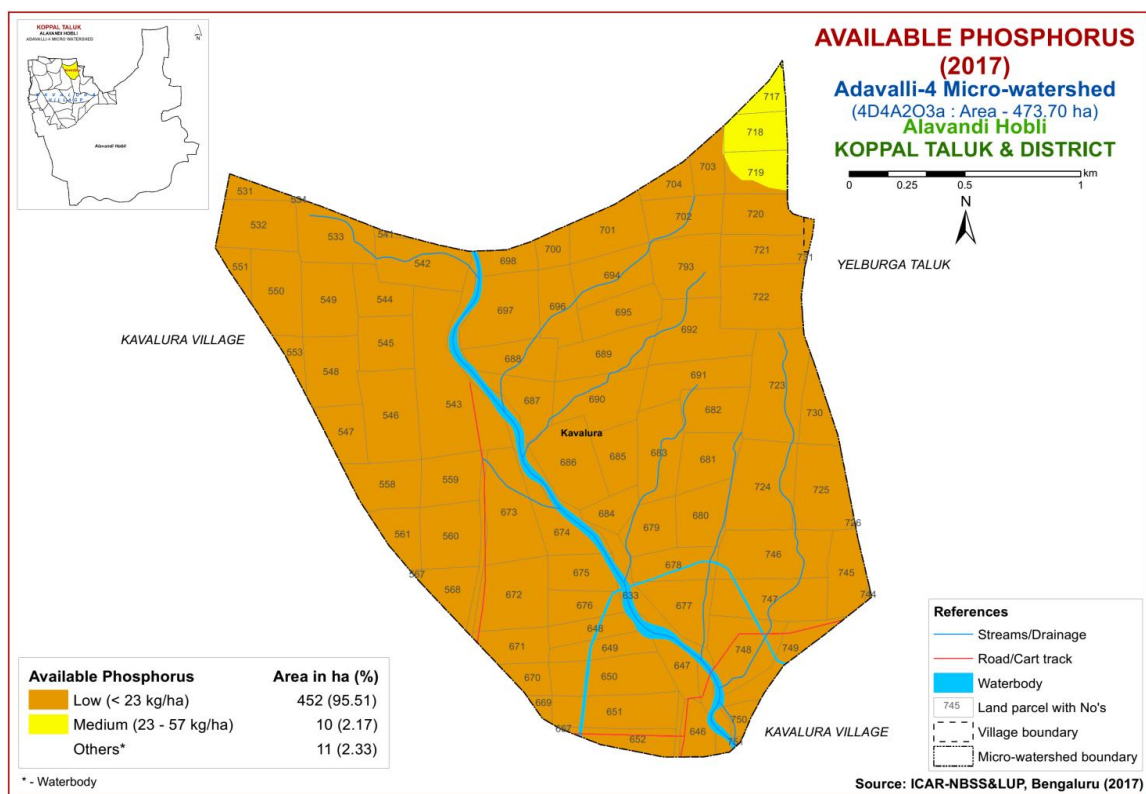 KOPPAL TALUK
ALAVANDI HOBLI
ADAVALLI-4 MICRO-WATERSHED
N
Alavandi Hobli
AVAILABLE PHOSPHORUS
(2017)
Adavalli-4 Micro-watershed
(4D4A2O3a : Area - 473.70 ha)
Alavandi Hobli
KOPPAL TALUK & DISTRICT
km
0 0.25 0.5 1
N
YELBURGA TALUK
KAVALURA VILLAGE
717
718
719
703
704
531
534
532
533
541
542
702
720
701
700
698
721
731
551
550
549
544
694
793
722
697
696
695
692
545
553
548
688
689
691
723
543
687
690
682
730
546
547
Kavalura
686
685
683
681
558
559
724
725
673
684
679
680
726
561
560
674
678
746
745
567
568
675
672
676
633
677
747
744
648
671
649
647
748
749
670
650
669
651
750
667
652
646
751
KAVALURA VILLAGE
Available Phosphorus Area in ha (%)
Low (< 23 kg/ha) 452 (95.51)
Medium (23 - 57 kg/ha) 10 (2.17)
Others* 11 (2.33)
* - Waterbody
References
Streams/Drainage
Road/Cart track
Waterbody
745 Land parcel with No's
Village boundary
Micro-watershed boundary
Source: ICAR-NBSS&LUP, Bengaluru (2017)